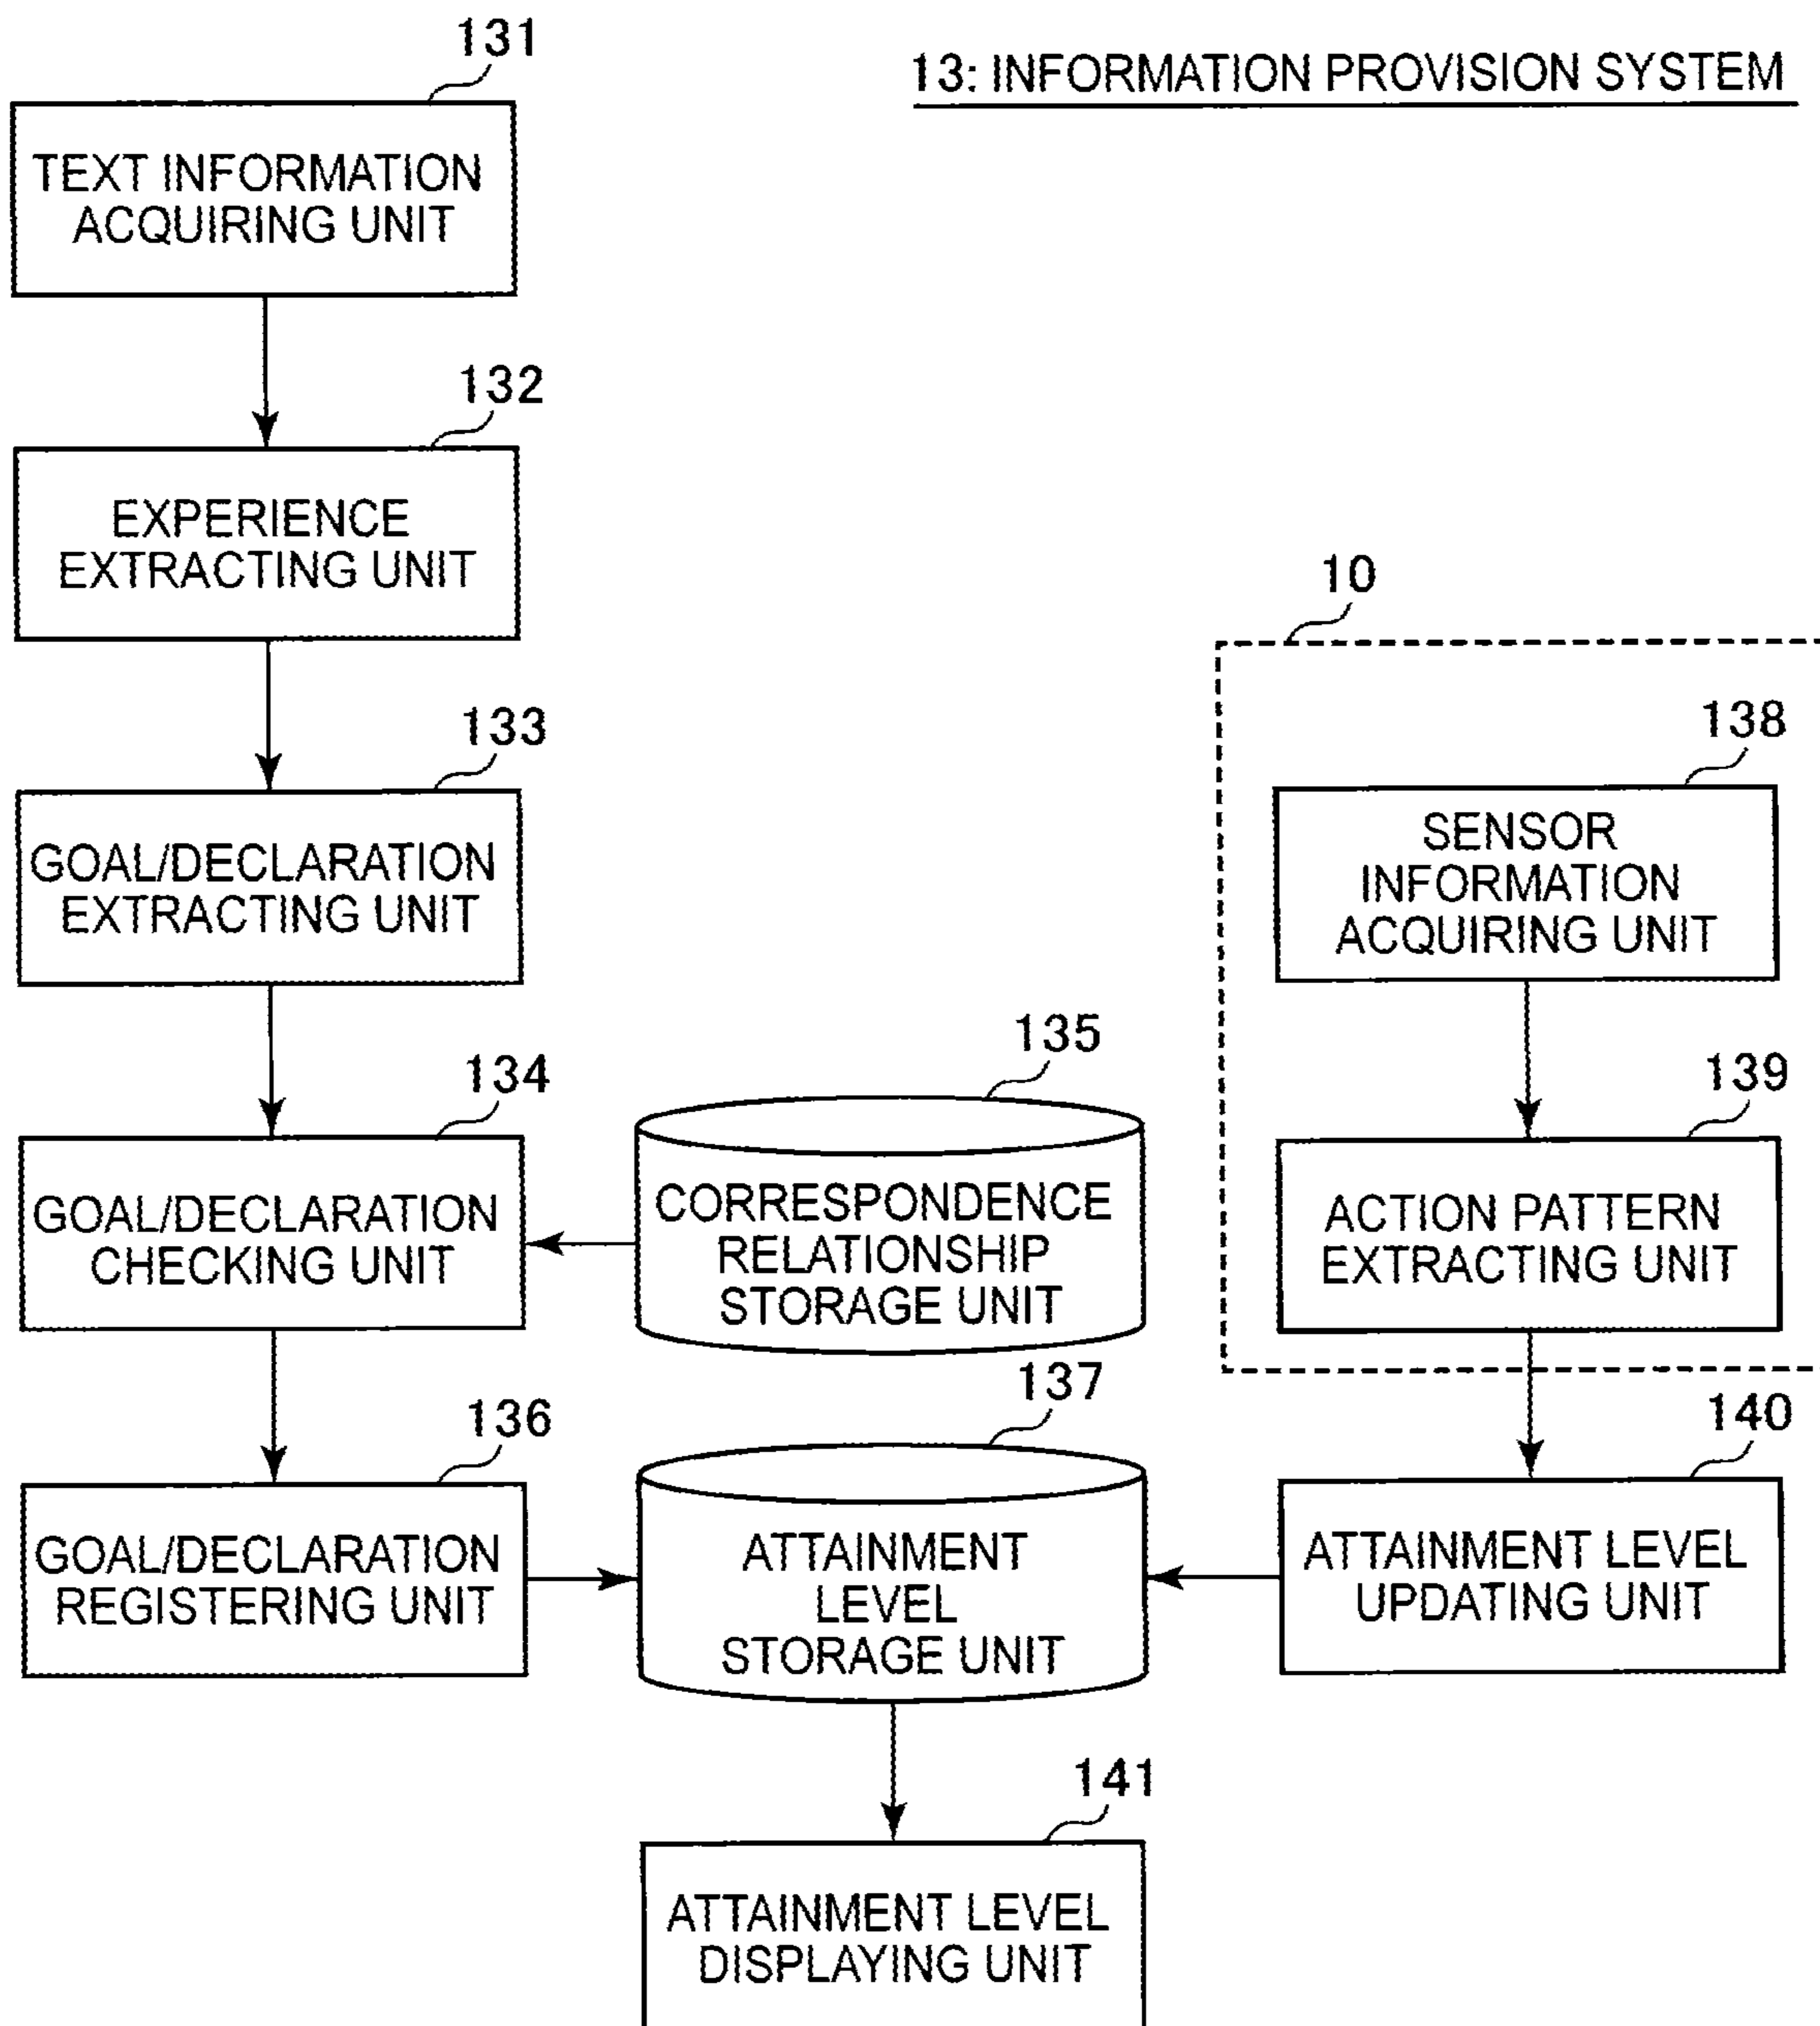 131
13: INFORMATION PROVISION SYSTEM
TEXT INFORMATION
ACQUIRING UNIT
132
EXPERIENCE
EXTRACTING UNIT
10
133
GOAL/DECLARATION
EXTRACTING UNIT
138
SENSOR
INFORMATION
ACQUIRING UNIT
134
GOAL/DECLARATION
CHECKING UNIT
135
CORRESPONDENCE
RELATIONSHIP
STORAGE UNIT
139
ACTION PATTERN
EXTRACTING UNIT
136
GOAL/DECLARATION
REGISTERING UNIT
137
ATTAINMENT
LEVEL
STORAGE UNIT
140
ATTAINMENT LEVEL
UPDATING UNIT
141
ATTAINMENT LEVEL
DISPLAYING UNIT